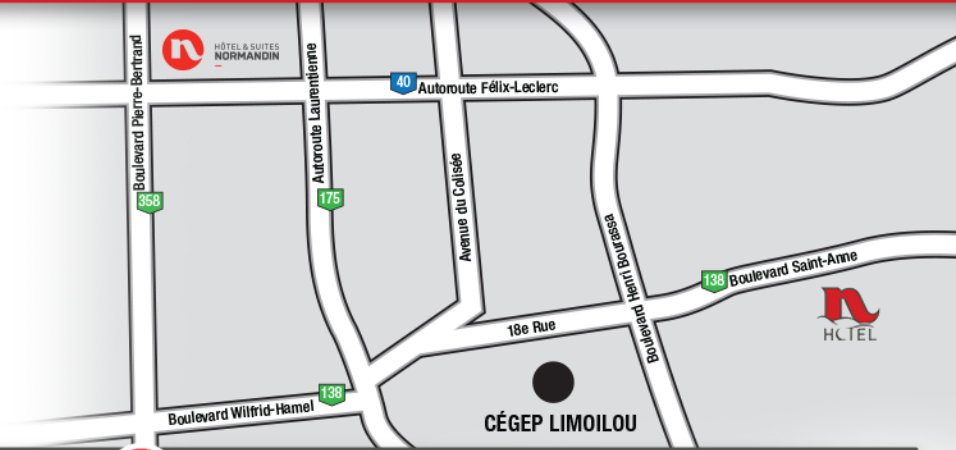 n
HÔTEL & SUITES
NORMANDIN
Boulevard Pierre-Bertrand
Autoroute Laurentienne
40
Autoroute Félix-Leclerc
358
175
Avenue du Colisée
Boulevard Henri Bourassa
138
Boulevard Saint-Anne
n
HOTEL
18e Rue
138
Boulevard Wilfrid-Hamel
CÉGEP LIMOILOU